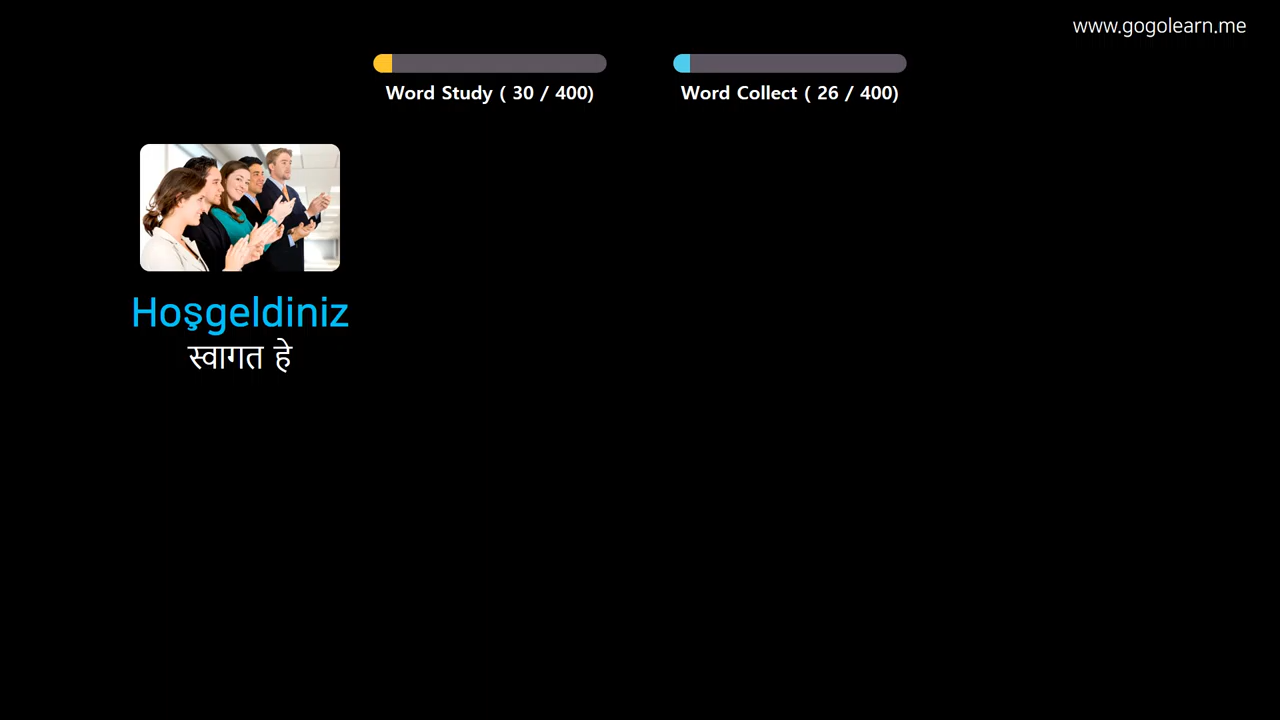 www.gogolearn.me
Word Study ( 30 / 400)
Word Collect ( 26 / 400)
Hoşgeldiniz
स्वागत हे